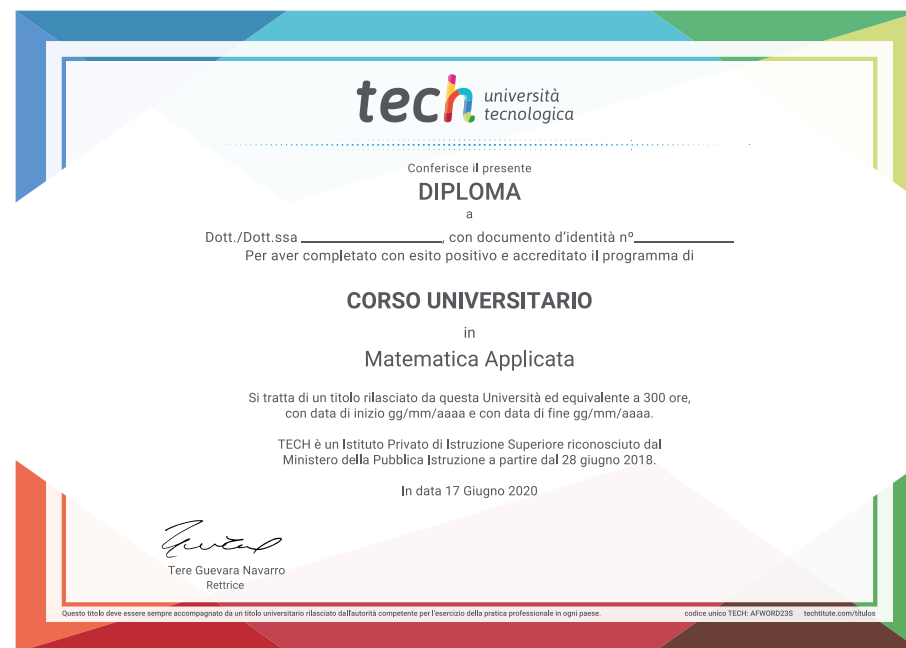 tech università
tecnologica
Conferisce il presente
DIPLOMA
a
Dott./Dott.ssa ________________, con documento d'identità nº____________
Per aver completato con esito positivo e accreditato il programma di
CORSO UNIVERSITARIO
in
Matematica Applicata
Si tratta di un titolo rilasciato da questa Università ed equivalente a 300 ore,
con data di inizio gg/mm/aaaa e con data di fine gg/mm/aaaa.
TECH è un Istituto Privato di Istruzione Superiore riconosciuto dal
Ministero della Pubblica Istruzione a partire dal 28 giugno 2018.
In data 17 Giugno 2020
Tere Guevara Navarro
Rettrice
Questo titolo deve essere sempre accompagnato da un titolo universitario rilasciato dall'autorità competente per l'esercizio della pratica professionale in ogni paese. codice unico TECH: AFWORD23S techtitute.com/titulos